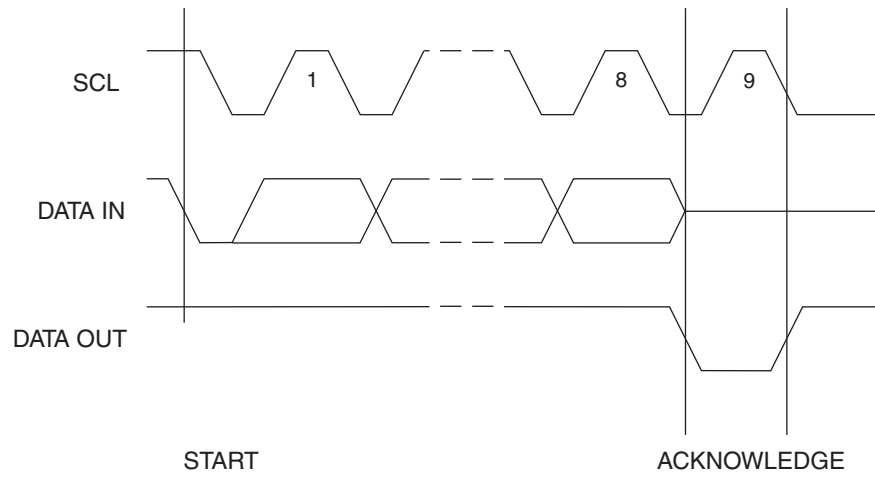 SCL
1
8
9
DATA IN
DATA OUT
START
ACKNOWLEDGE